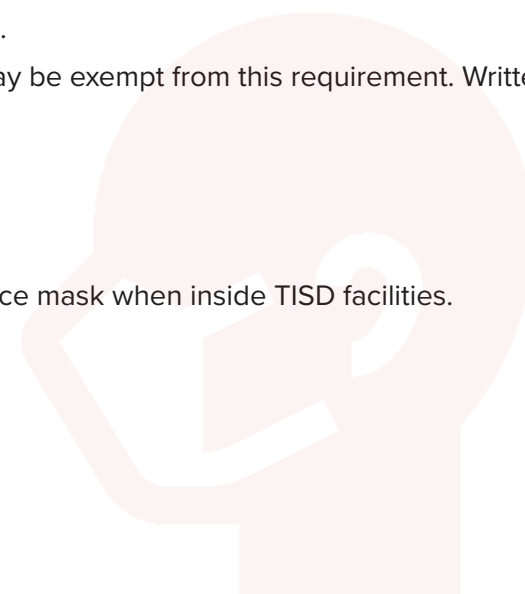 .
ay be exempt from this requirement. Writte
ce mask when inside TISD facilities.